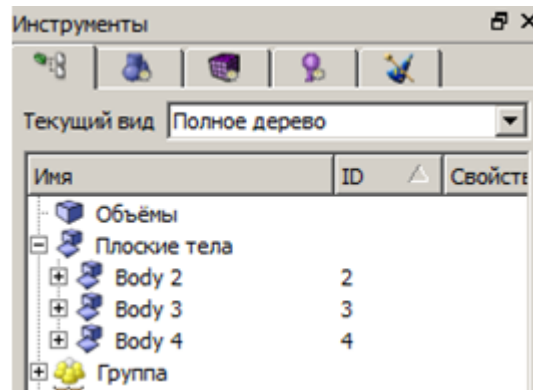 Инструменты
Текущий вид Полное дерево
Имя ID Свойств
Объёмы
Плоские тела
Body 2 2
Body 3 3
Body 4 4
Группа